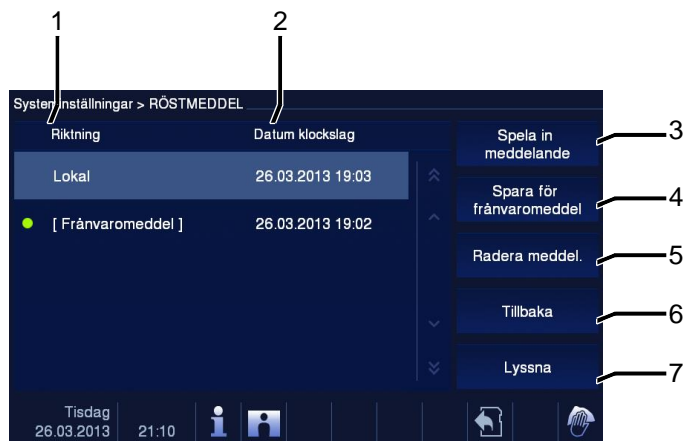 1 2
Systeminställningar > RÖSTMEDDEL
Riktning Datum klockslag
Spela in
meddelande
3
Lokal 26.03.2013 19:03
Spara för
frånvaromeddel
4
[ Frånvaromeddel ] 26.03.2013 19:02
Radera meddel.
5
Tillbaka
6
Lyssna
7
Tisdag
26.03.2013 21:10